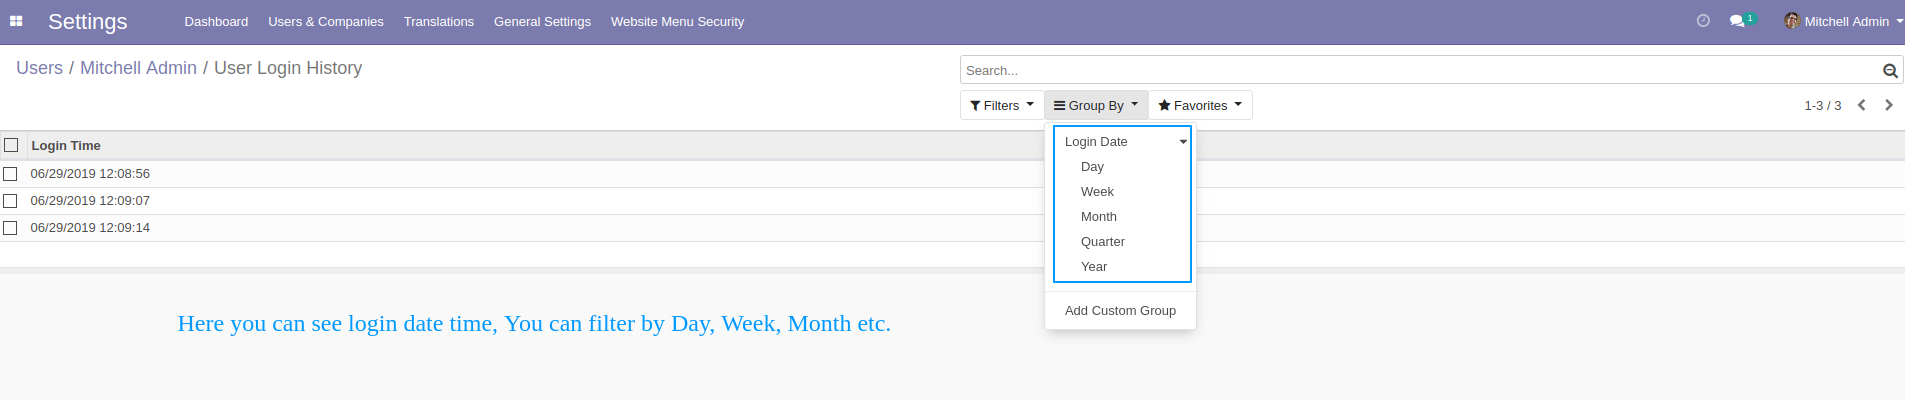 Settings Dashboard Users & Companies Translations General Settings Website Menu Security 1 Mitchell Admin
Users / Mitchell Admin / User Login History
Search...
Filters Group By Favorites 1-3 / 3
Login Time
06/29/2019 12:08:56
06/29/2019 12:09:07
06/29/2019 12:09:14
Login Date
Day
Week
Month
Quarter
Year
Add Custom Group
Here you can see login date time, You can filter by Day, Week, Month etc.